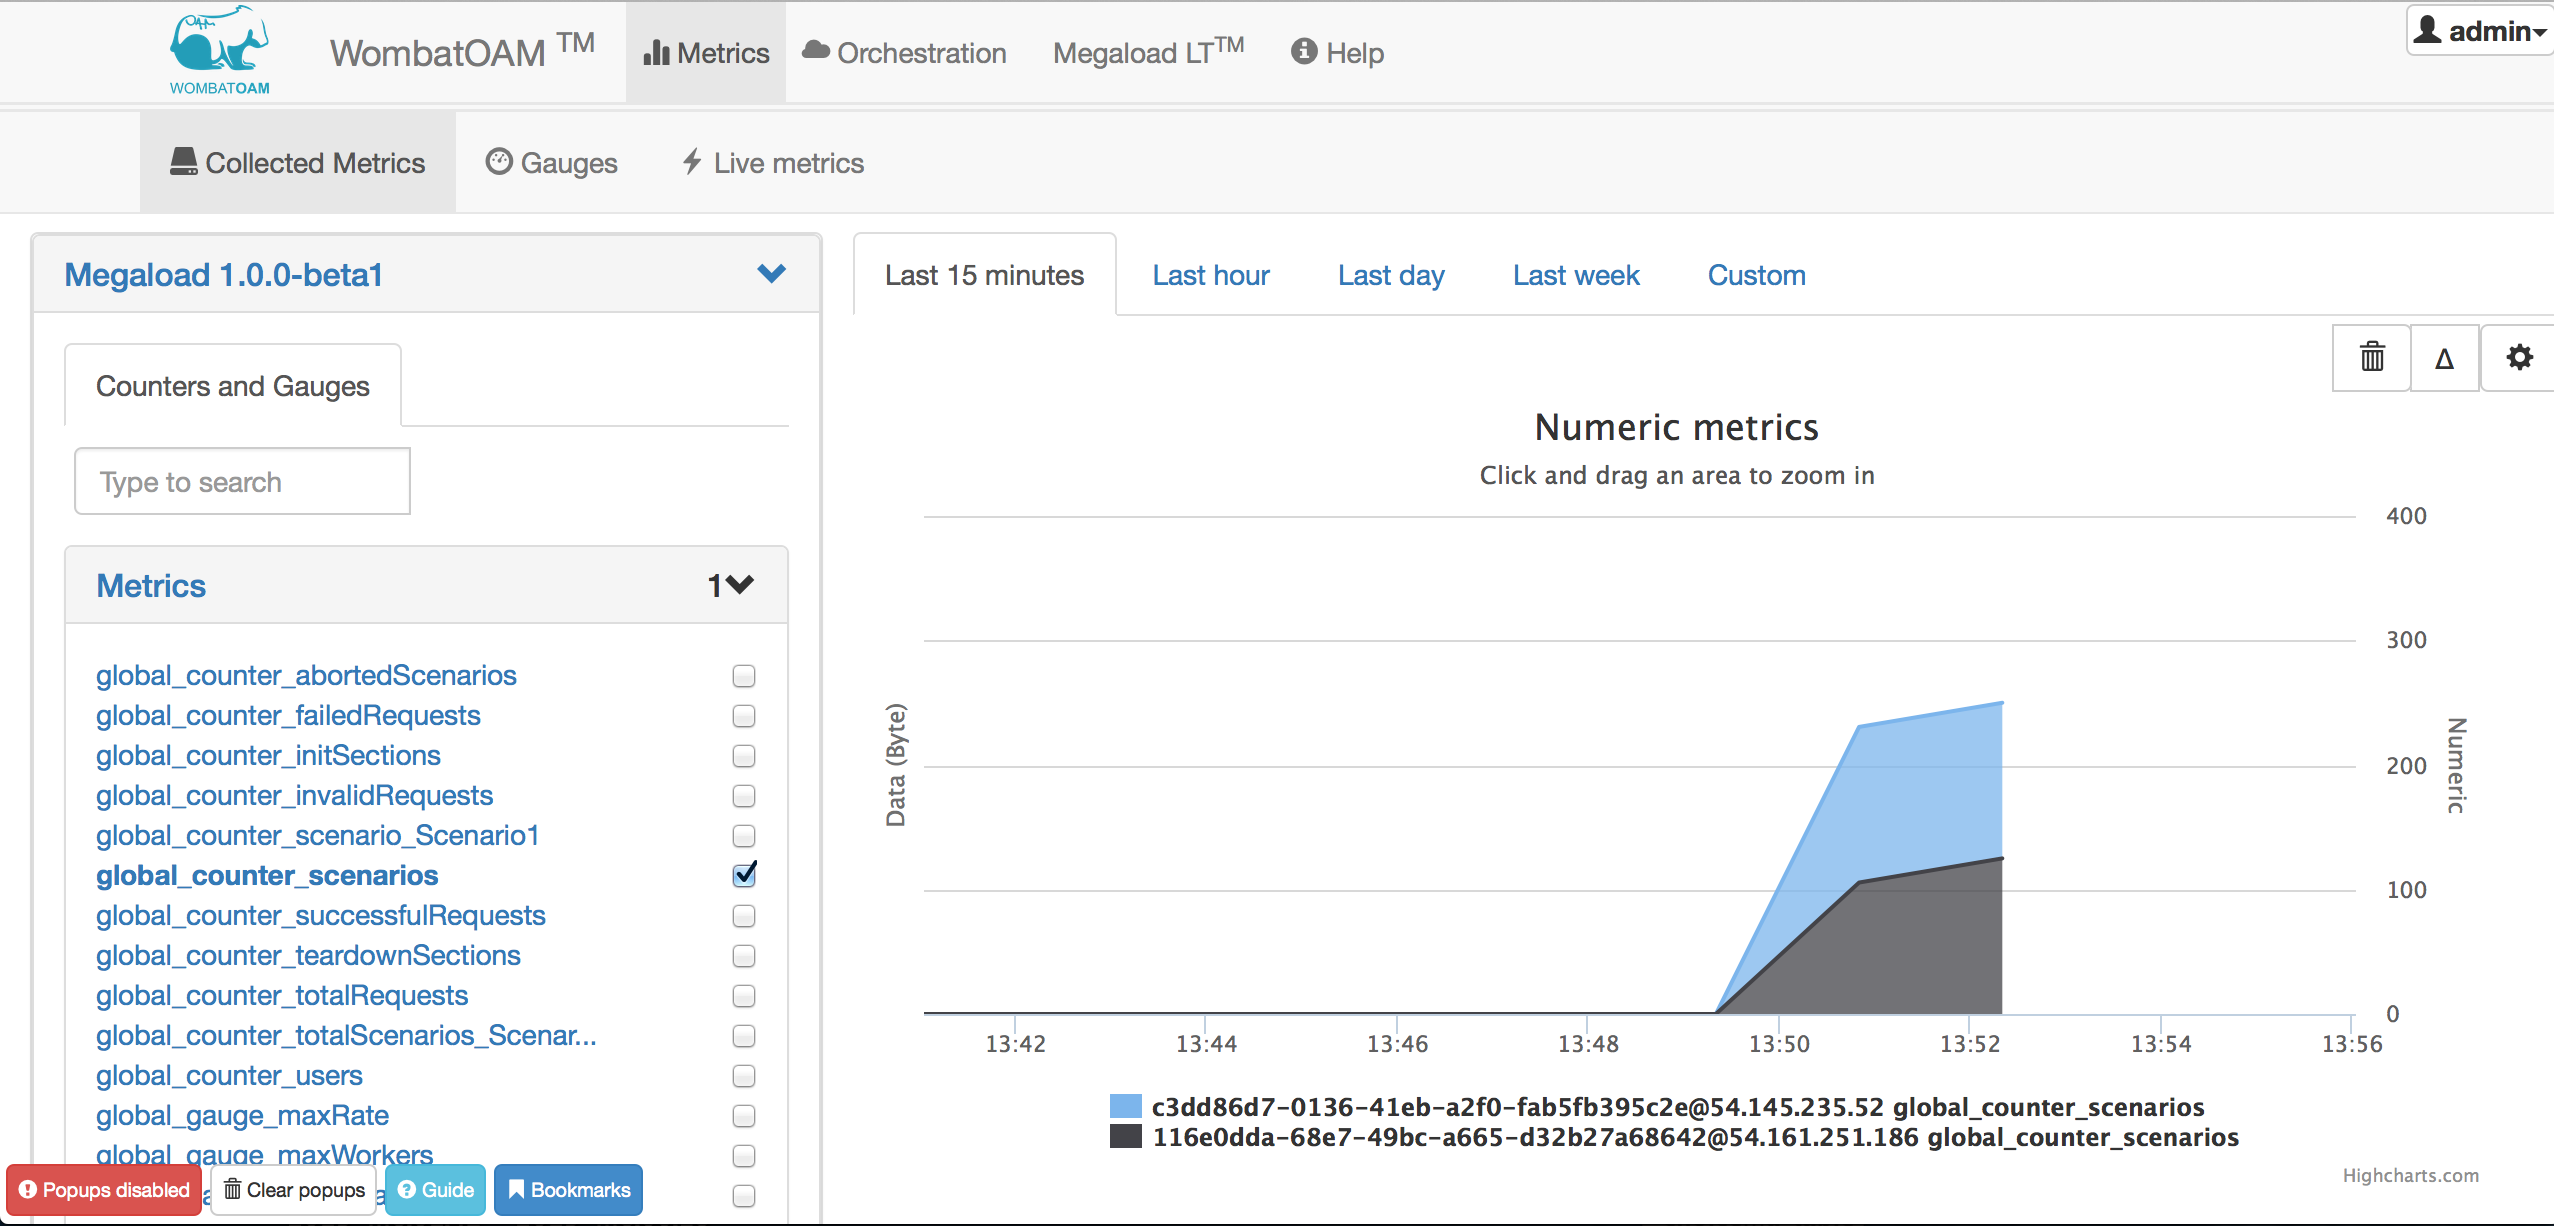 OAM
WOMBATOAM
WombatOAM TM
Metrics
Orchestration
Megaload LTTM
Help
admin
Collected Metrics
Gauges
Live metrics
Megaload 1.0.0-beta1
Counters and Gauges
Type to search
Metrics
1
global_counter_abortedScenarios
global_counter_failedRequests
global_counter_initSections
global_counter_invalidRequests
global_counter_scenario_Scenario1
global_counter_scenarios
global_counter_successfulRequests
global_counter_teardownSections
global_counter_totalRequests
global_counter_totalScenarios_Scenar...
global_counter_users
global_gauge_maxRate
global_gauge_maxWorkers
Popups disabled
Clear popups
Guide
Bookmarks
Last 15 minutes
Last hour
Last day
Last week
Custom
Δ
Numeric metrics
Click and drag an area to zoom in
Data (Byte)
400
300
200
100
0
Numeric
13:42
13:44
13:46
13:48
13:50
13:52
13:54
13:56
c3dd86d7-0136-41eb-a2f0-fab5fb395c2e@54.145.235.52 global_counter_scenarios
116e0dda-68e7-49bc-a665-d32b27a68642@54.161.251.186 global_counter_scenarios
Highcharts.com